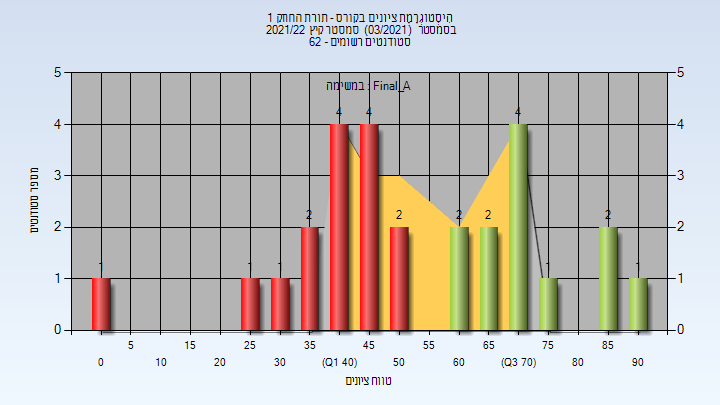 היסטוגרמת ציונים בקורס - תורת החוזק 1
בסמסטר (03/2021) סמסטר קיץ 2021/22
סטודנטים רשומים - 62
במשימה : Final_A
5 5
4 4
3 3
2 2
1 1
0 0
1 1 1 2 4 4 2 2 2 4 1 2 1
מספר סטודנטים
5 15 25 35 45 55 65 75 85
0 10 20 30 (Q1 40) 50 60 (Q3 70) 80 90
טווח ציונים